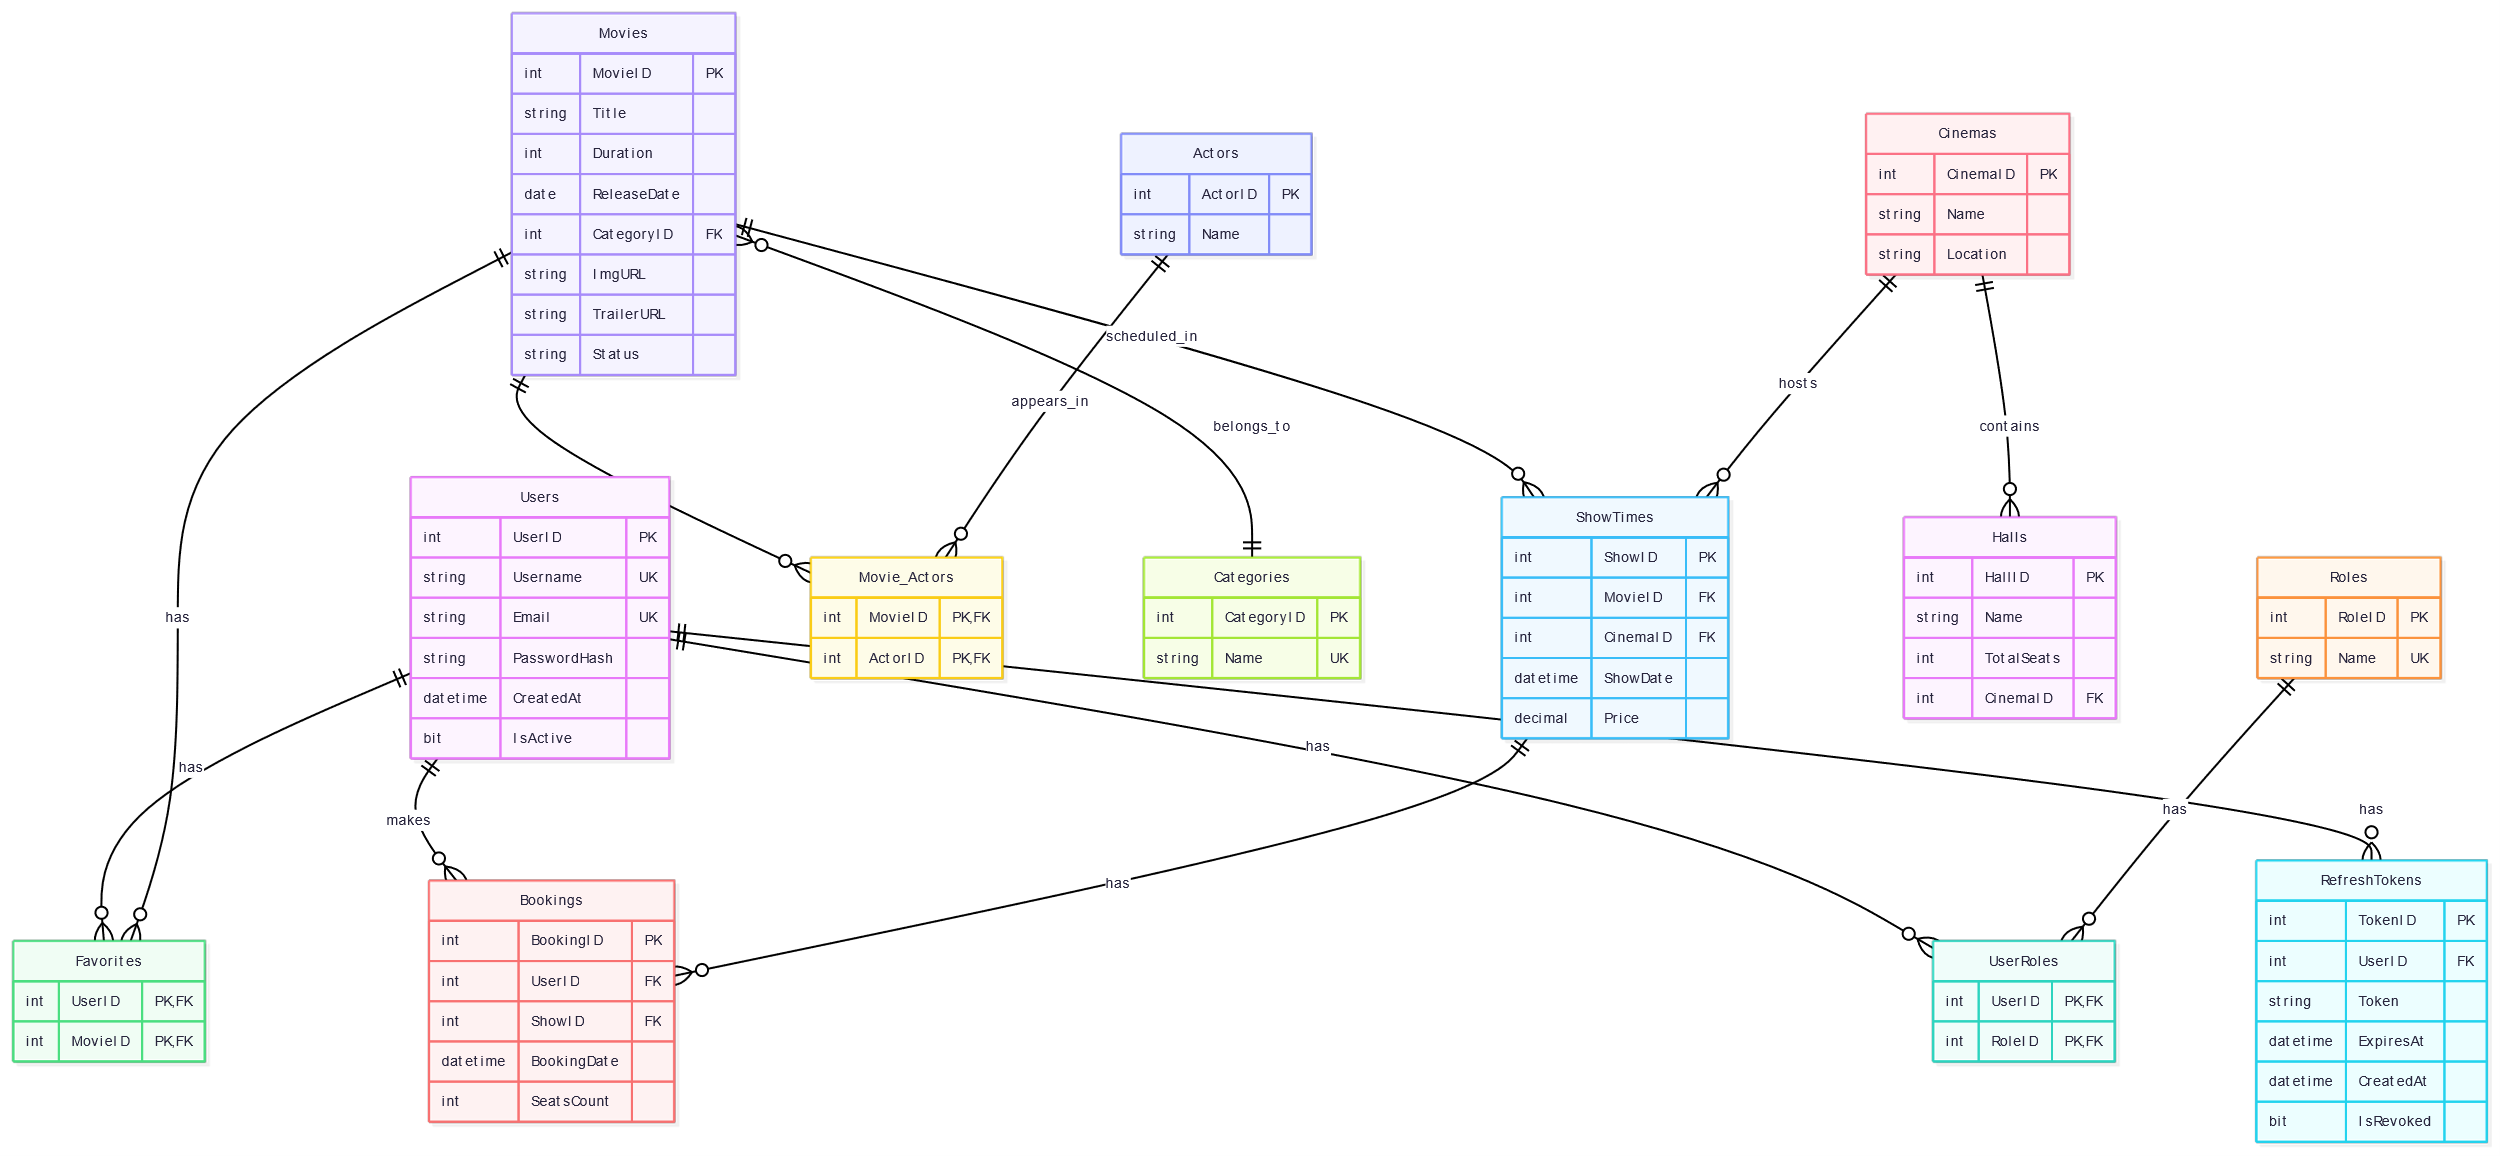 Movies
int MovieID PK
string Title
int Duration
date ReleaseDate
int CategoryID FK
string ImgURL
string TrailerURL
string Status
Actors
int ActorID PK
string Name
Cinemas
int CinemaID PK
string Name
string Location
scheduled_in
hosts
appears_in
belongs_to
contains
Users
int UserID PK
string Username UK
string Email UK
string PasswordHash
datetime CreatedAt
bit IsActive
Movie_Actors
int MovieID PK,FK
int ActorID PK,FK
Categories
int CategoryID PK
string Name UK
ShowTimes
int ShowID PK
int MovieID FK
int CinemaID FK
datetime ShowDate
decimal Price
Halls
int HallID PK
string Name
int TotalSeats
int CinemaID FK
Roles
int RoleID PK
string Name UK
has
has
has
makes
has
has
has
Favorites
int UserID PK,FK
int MovieID PK,FK
Bookings
int BookingID PK
int UserID FK
int ShowID FK
datetime BookingDate
int SeatsCount
UserRoles
int UserID PK,FK
int RoleID PK,FK
RefreshTokens
int TokenID PK
int UserID FK
string Token
datetime ExpiresAt
datetime CreatedAt
bit IsRevoked